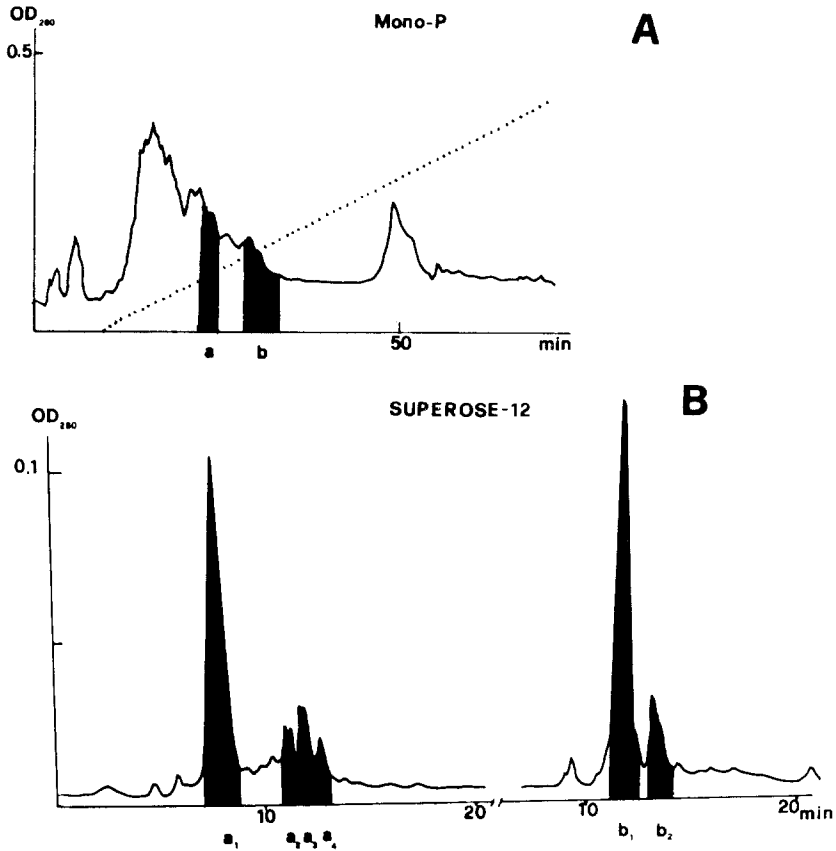 OD₂₈₀
Mono-P
A
0.5
50
min
a
b
SUPEROSE-12
B
OD₂₈₀
0.1
10
20
10
20
min
a₁
a₂
a₃
a₄
b₁
b₂